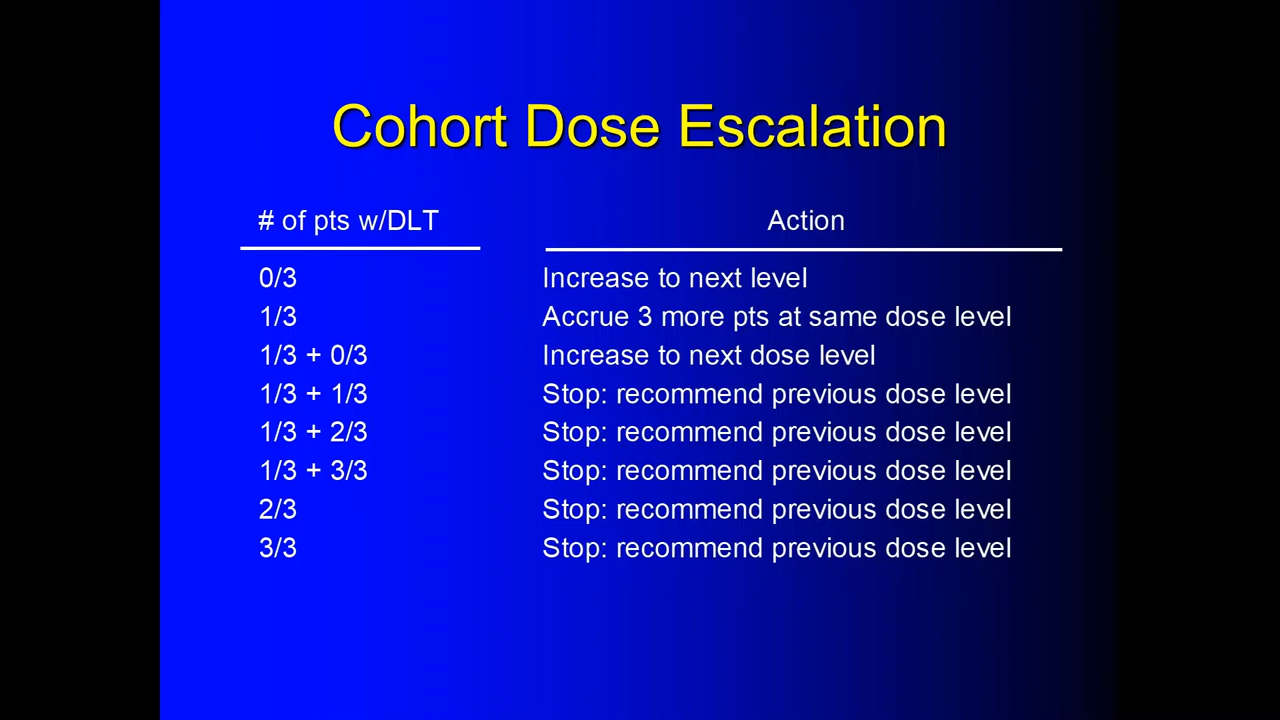 Cohort Dose Escalation
# of pts w/DLT Action
0/3 Increase to next level
1/3 Accrue 3 more pts at same dose level
1/3 + 0/3 Increase to next dose level
1/3 + 1/3 Stop: recommend previous dose level
1/3 + 2/3 Stop: recommend previous dose level
1/3 + 3/3 Stop: recommend previous dose level
2/3 Stop: recommend previous dose level
3/3 Stop: recommend previous dose level